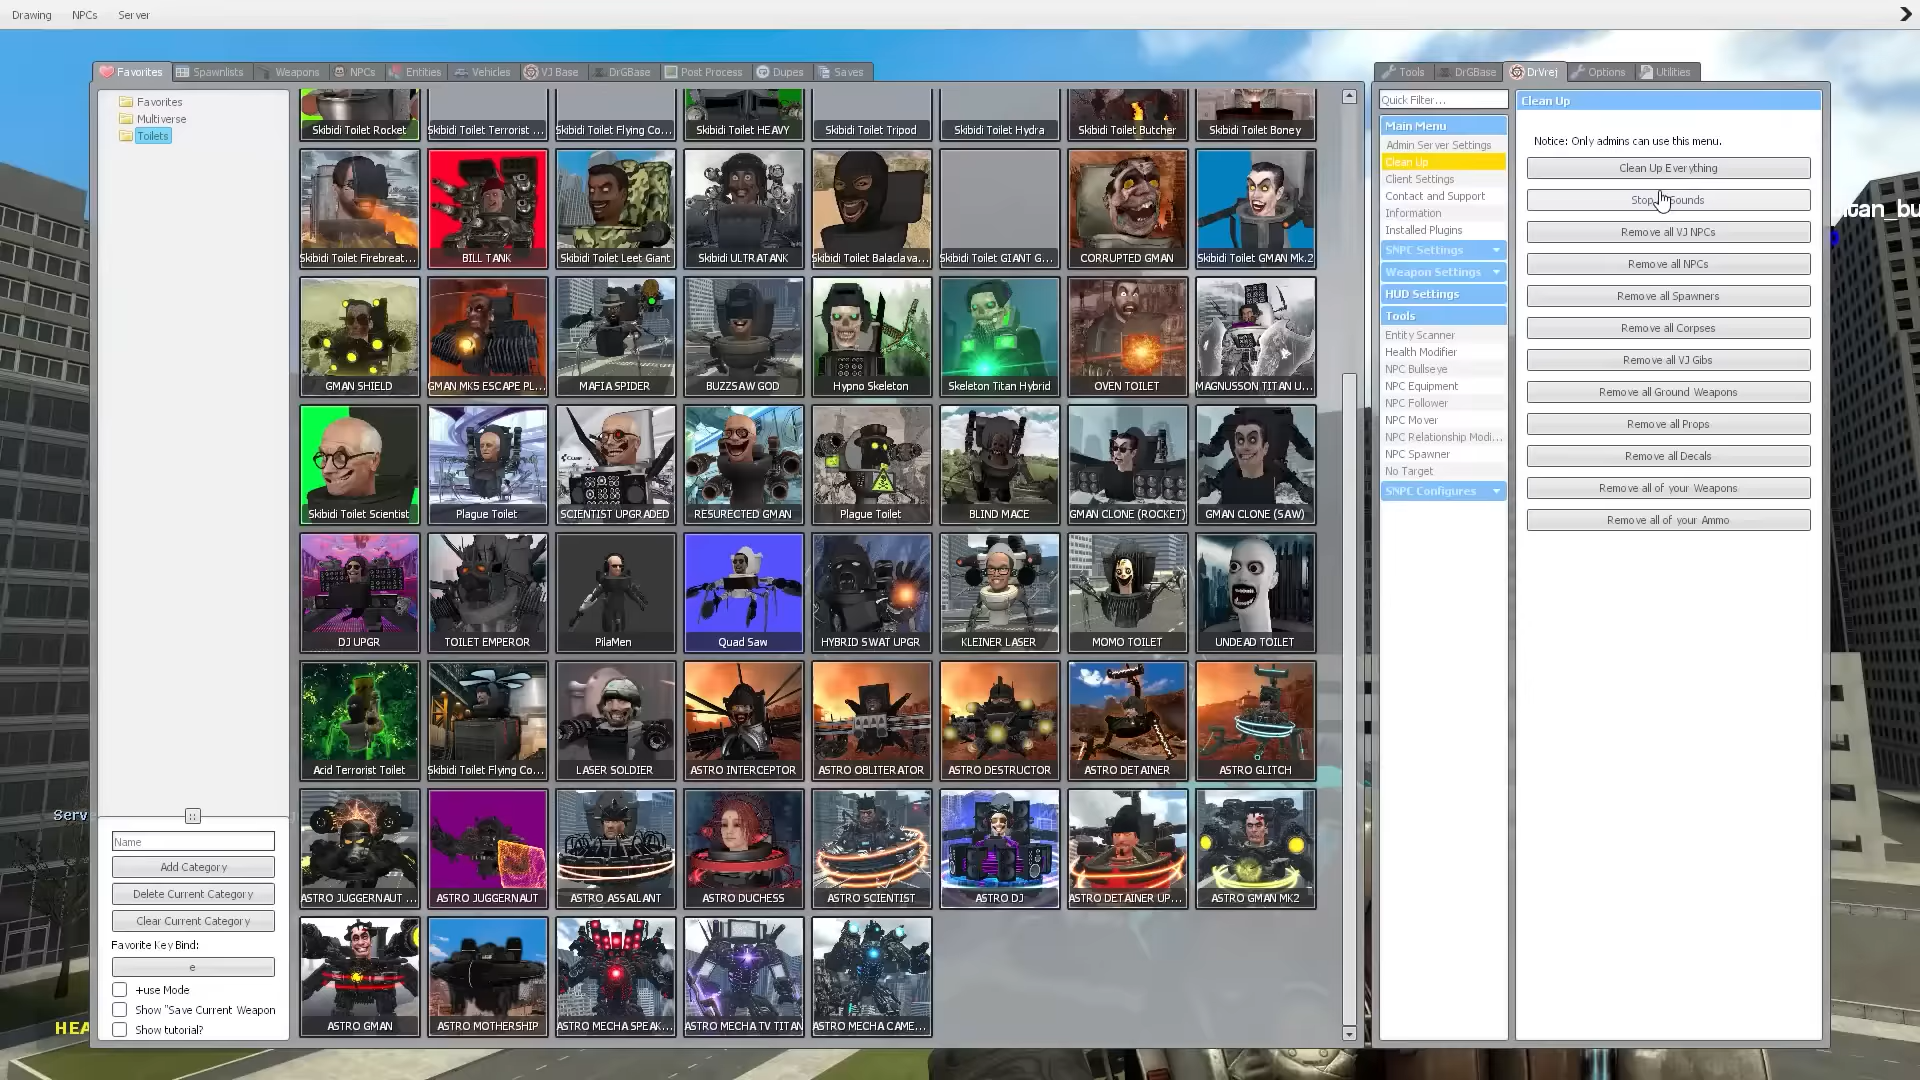 Drawing NPCs Server
Favorites Spawnlists Weapons NPCs Entities Vehicles VJ Base DrGBase Post Process Dupes Saves
Favorites
Multiverse
Toilets
Skibidi Toilet Rocket Skibidi Toilet Terrorist ... Skibidi Toilet Flying Co... Skibidi Toilet HEAVY Skibidi Toilet Tripod Skibidi Toilet Hydra Skibidi Toilet Butcher Skibidi Toilet Boney
Skibidi Toilet Firebreat... BILL TANK Skibidi Toilet Leet Giant Skibidi ULTRATANK Skibidi Toilet Balaclava... Skibidi Toilet GIANT G... CORRUPTED GMAN Skibidi Toilet GMAN Mk.2
GMAN SHIELD GMAN MK5 ESCAPE PL... MAFIA SPIDER BUZZSAW GOD Hypno Skeleton Skeleton Titan Hybrid OVEN TOILET MAGNUSSON TITAN U...
Skibidi Toilet Scientist Plague Toilet SCIENTIST UPGRADED RESURECTED GMAN Plague Toilet BLIND MACE GMAN CLONE (ROCKET) GMAN CLONE (SAW)
DJ UPGR TOILET EMPEROR PilaMen Quad Saw HYBRID SWAT UPGR KLEINER LASER MOMO TOILET UNDEAD TOILET
Acid Terrorist Toilet Skibidi Toilet Flying Co... LASER SOLDIER ASTRO INTERCEPTOR ASTRO OBLITERATOR ASTRO DESTRUCTOR ASTRO DETAINER ASTRO GLITCH
ASTRO JUGGERNAUT ... ASTRO JUGGERNAUT ASTRO ASSAILANT ASTRO DUCHESS ASTRO SCIENTIST ASTRO DJ ASTRO DETAINER UP... ASTRO GMAN MK2
ASTRO GMAN ASTRO MOTHERSHIP ASTRO MECHA SPEAK... ASTRO MECHA TV TITAN ASTRO MECHA CAME...
Serv
Name
Add Category
Delete Current Category
Clear Current Category
Favorite Key Bind:
e
+use Mode
Show "Save Current Weapon
Show tutorial?
HEA
Tools DrGBase DrVrej Options Utilities
Quick Filter...
Main Menu
Admin Server Settings
Clean Up
Client Settings
Contact and Support
Information
Installed Plugins
SNPC Settings
Weapon Settings
HUD Settings
Tools
Entity Scanner
Health Modifier
NPC Bullseye
NPC Equipment
NPC Follower
NPC Mover
NPC Relationship Modi...
NPC Spawner
No Target
SNPC Configures
Clean Up
Notice: Only admins can use this menu.
Clean Up Everything
Stop Sounds
Remove all VJ NPCs
Remove all NPCs
Remove all Spawners
Remove all Corpses
Remove all VJ Gibs
Remove all Ground Weapons
Remove all Props
Remove all Decals
Remove all of your Weapons
Remove all of your Ammo
itan_bu